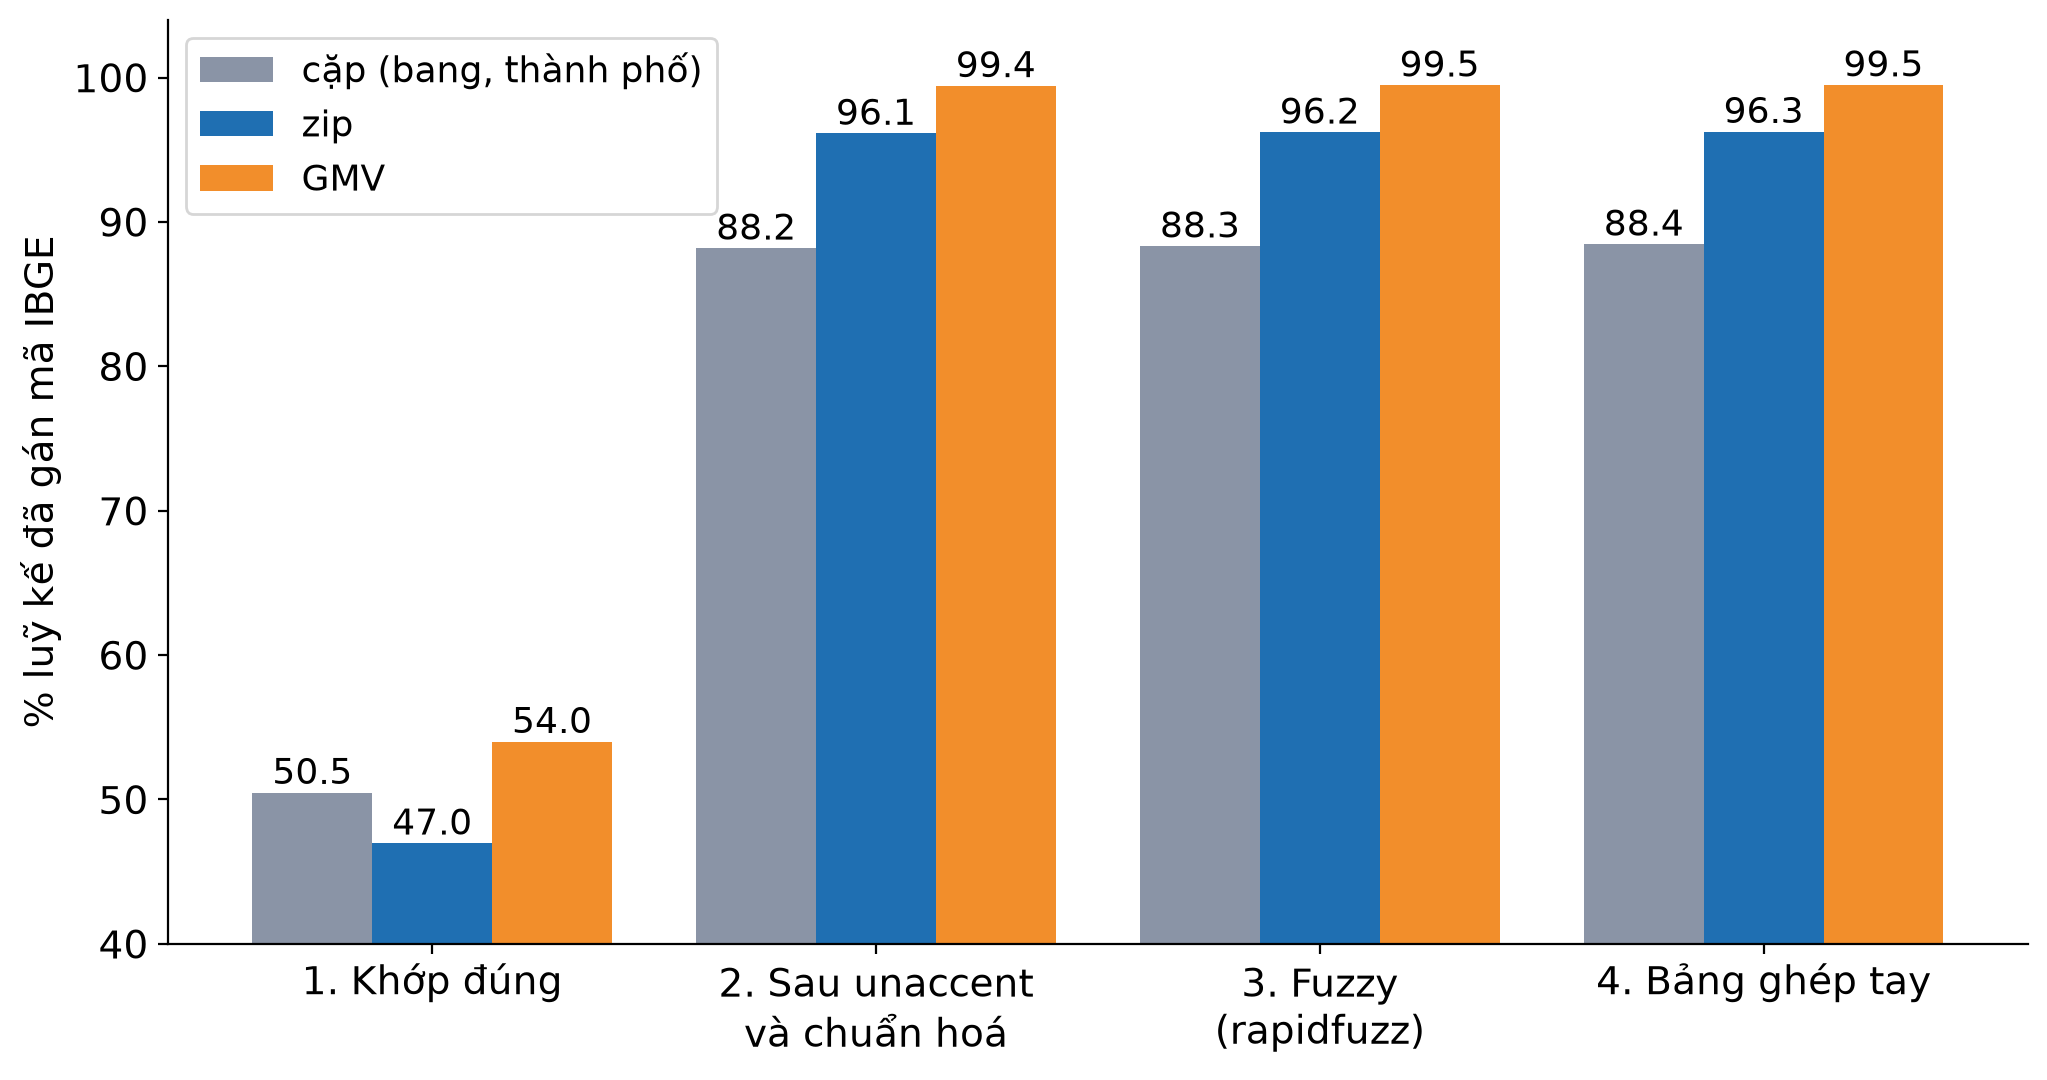 cặp (bang, thành phố)
zip
GMV
% luỹ kế đã gán mã IBGE
100
90
80
70
60
50
40
50.5
47.0
54.0
88.2
96.1
99.4
88.3
96.2
99.5
88.4
96.3
99.5
1. Khớp đúng
2. Sau unaccent
và chuẩn hoá
3. Fuzzy
(rapidfuzz)
4. Bảng ghép tay